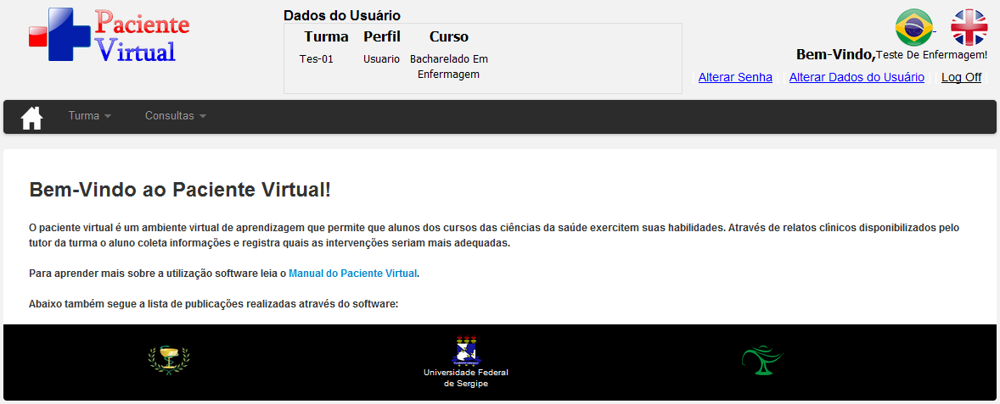 Paciente
Virtual
Dados do Usuário
Turma Perfil Curso
Tes-01 Usuario Bacharelado Em
Enfermagem
Bem-Vindo,Teste De Enfermagem!
Alterar Senha Alterar Dados do Usuário Log Off
Turma Consultas
Bem-Vindo ao Paciente Virtual!
O paciente virtual é um ambiente virtual de aprendizagem que permite que alunos dos cursos das ciências da saúde exercitem suas habilidades. Através de relatos clínicos disponibilizados pelo
tutor da turma o aluno coleta informações e registra quais as intervenções seriam mais adequadas.
Para aprender mais sobre a utilização software leia o Manual do Paciente Virtual.
Abaixo também segue a lista de publicações realizadas através do software:
Universidade Federal
de Sergipe